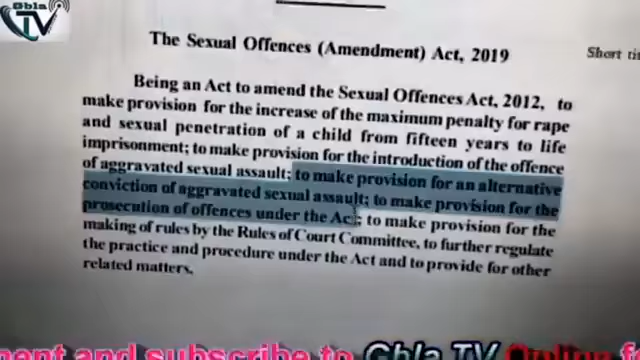 Gbla
TV
The Sexual Offences (Amendment) Act, 2019
Short
Being an Act to amend the Sexual Offences Act, 2012, to
make provision for the increase of the maximum penalty for rape
and sexual penetration of a child from fifteen years to life
imprisonment; to make provision for the introduction of the offence
of aggravated sexual assault; to make provision for an alternative
conviction of aggravated sexual assault; to make provision for the
prosecution of offences under the Act; to make provision for the
making of rules by the Rules of Court Committee, to further regulate
the practice and procedure under the Act and to provide for other
related matters.
and subscribe to Gbla TV Online